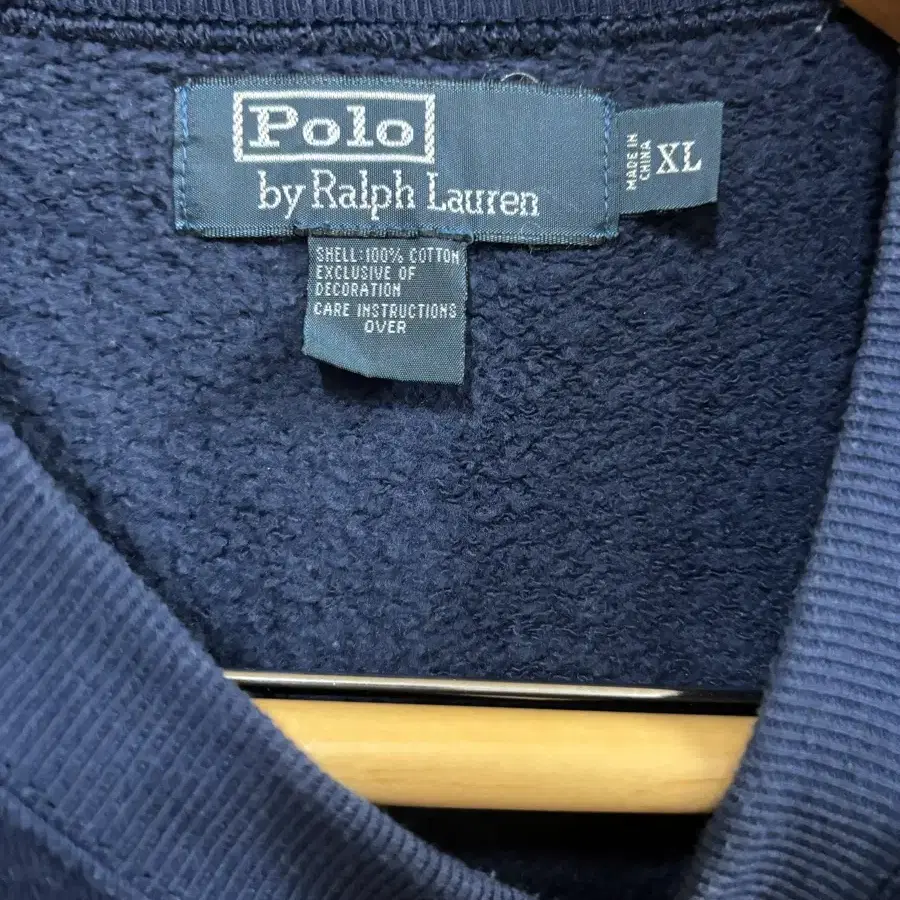 Polo
by Ralph Lauren
MADE IN
CHINA
XL
SHELL:100% COTTON
EXCLUSIVE OF
DECORATION
CARE INSTRUCTIONS
OVER